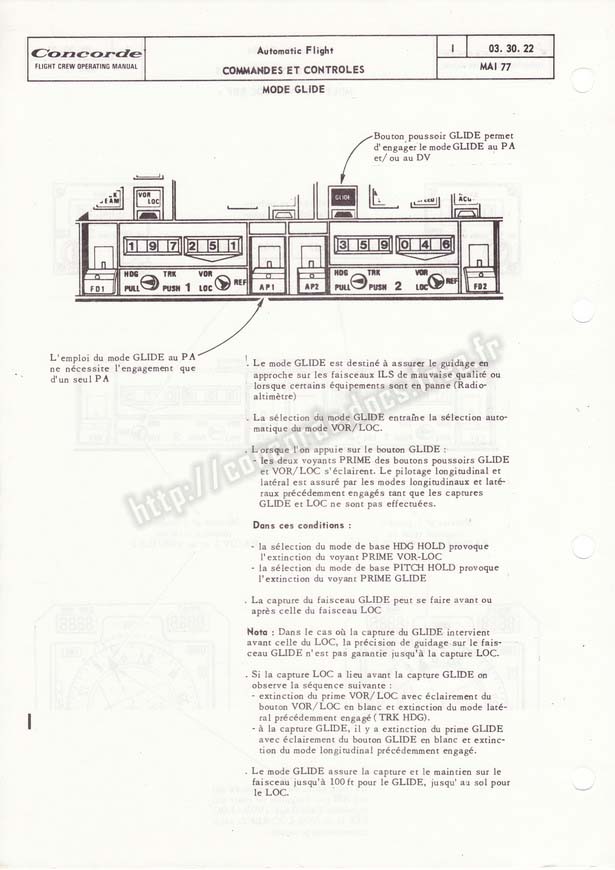 Concorde
FLIGHT CREW OPERATING MANUAL
Automatic Flight
COMMANDES ET CONTROLES
1 03. 30. 22
MAI 77
MODE GLIDE
Bouton poussoir GLIDE permet
d'engager le mode GLIDE au PA
et/ou au DV
EAM
VOR
LOC
GLIDE
ACQ
1 9 7 2 5 1
3 5 9 0 4 6
HDG TRK VOR
HDG TRK VOR
FD1
PULL PUSH 1 LOC REF
AP1
AP2
PULL PUSH 2 LOC REF
FD2
L'emploi du mode GLIDE au PA
ne nécessite l'engagement que
d'un seul PA
. Le mode GLIDE est destiné à assurer le guidage en
approche sur les faisceaux ILS de mauvaise qualité ou
lorsque certains équipements sont en panne (Radio-
altimètre)
. La sélection du mode GLIDE entraîne la sélection auto-
matique du mode VOR/LOC.
. Lorsque l'on appuie sur le bouton GLIDE :
- les deux voyants PRIME des boutons poussoirs GLIDE
et VOR/LOC s'éclairent. Le pilotage longitudinal et
latéral est assuré par les modes longitudinaux et laté-
raux précédemment engagés tant que les captures
GLIDE et LOC ne sont pas effectuées.
Dans ces conditions :
- la sélection du mode de base HDG HOLD provoque
l'extinction du voyant PRIME VOR-LOC
- la sélection du mode de base PITCH HOLD provoque
l'extinction du voyant PRIME GLIDE
. La capture du faisceau GLIDE peut se faire avant ou
après celle du faisceau LOC
Nota : Dans le cas où la capture du GLIDE intervient
avant celle du LOC, la précision de guidage sur le fais-
ceau GLIDE n'est pas garantie jusqu'à la capture LOC.
. Si la capture LOC a lieu avant la capture GLIDE on
observe la séquence suivante :
- extinction du prime VOR/LOC avec éclairement du
bouton VOR/LOC en blanc et extinction du mode laté-
ral précédemment engagé (TRK HDG).
- à la capture GLIDE, il y a extinction du prime GLIDE
avec éclairement du bouton GLIDE en blanc et extinc-
tion du mode longitudinal précédemment engagé.
. Le mode GLIDE assure la capture et le maintien sur le
faisceau jusqu'à 100 ft pour le GLIDE, jusqu'au sol pour
le LOC.